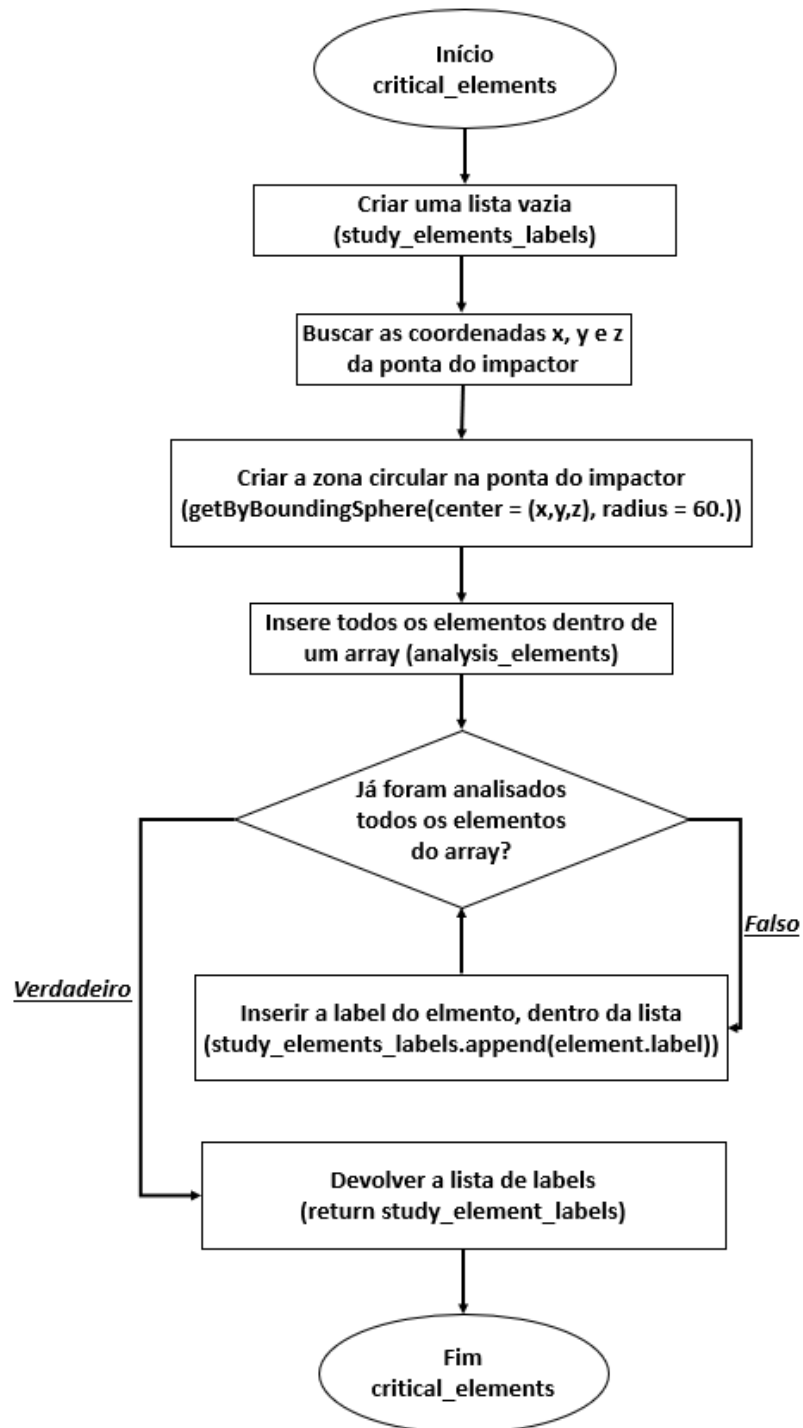 Início
critical_elements
Criar uma lista vazia
(study_elements_labels)
Buscar as coordenadas x, y e z
da ponta do impactor
Criar a zona circular na ponta do impactor
(getByBoundingSphere(center = (x,y,z), radius = 60.))
Insere todos os elementos dentro de
um array (analysis_elements)
Já foram analisados
todos os elementos
do array?
Falso
Verdadeiro
Inserir a label do elmento, dentro da lista
(study_elements_labels.append(element.label))
Devolver a lista de labels
(return study_element_labels)
Fim
critical_elements